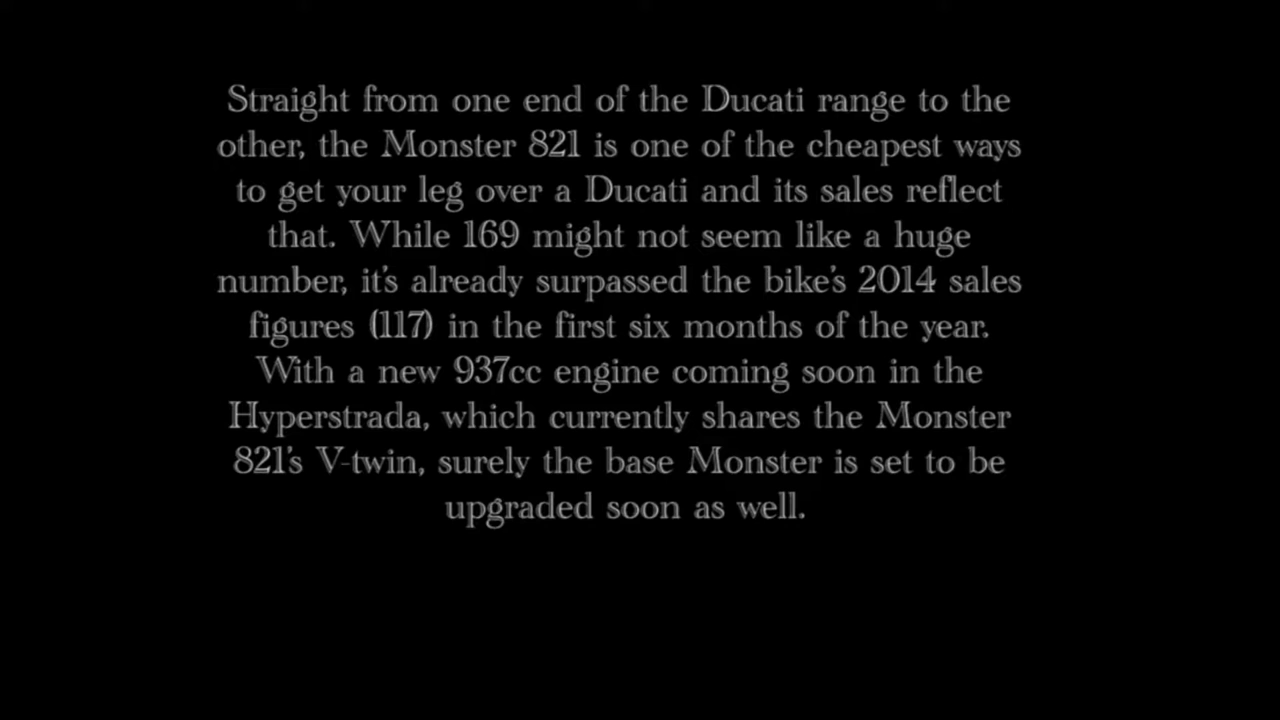 Straight from one end of the Ducati range to the
other, the Monster 821 is one of the cheapest ways
to get your leg over a Ducati and its sales reflect
that. While 169 might not seem like a huge
number, it's already surpassed the bike's 2014 sales
figures (117) in the first six months of the year.
With a new 937cc engine coming soon in the
Hyperstrada, which currently shares the Monster
821's V-twin, surely the base Monster is set to be
upgraded soon as well.